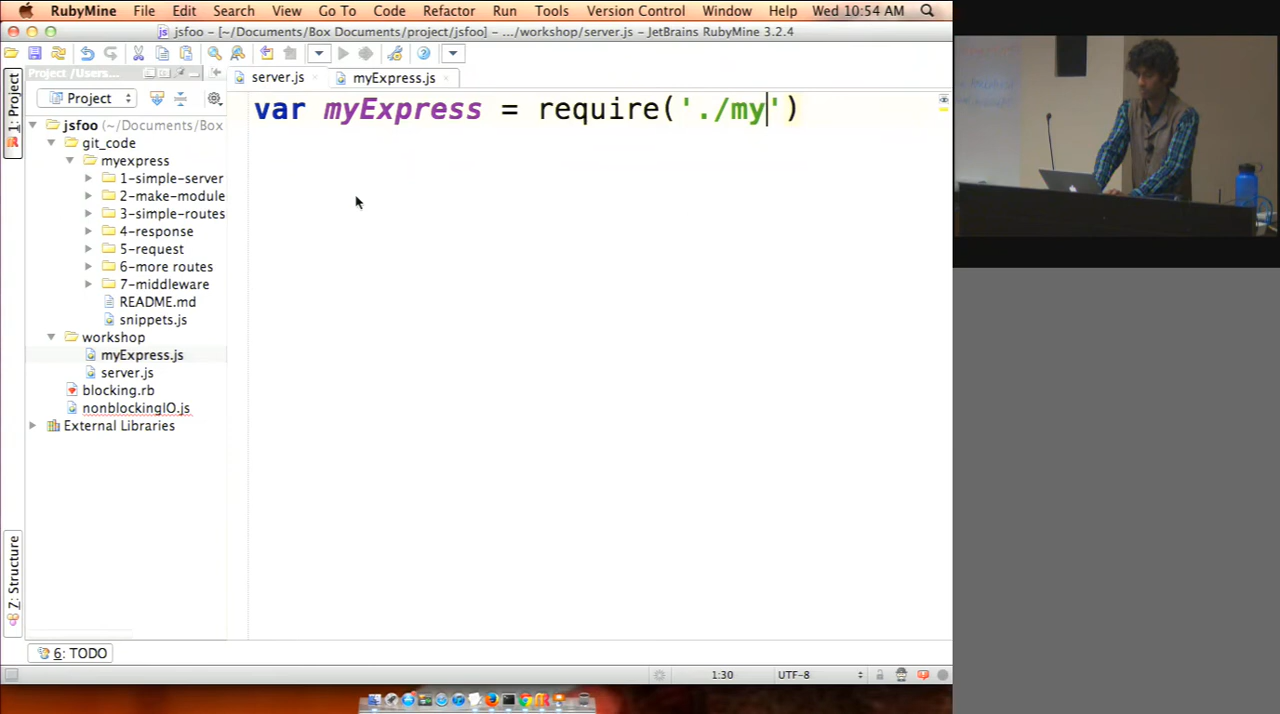 RubyMine File Edit Search View Go To Code Refactor Run Tools Version Control Window Help Wed 10:54 AM
jsfoo - [~/Documents/Box Documents/project/jsfoo] - .../workshop/server.js - JetBrains RubyMine 3.2.4
Project /Users...
server.js
myExpress.js
1: Project
Project
var myExpress = require('./my')
jsfoo (~/Documents/Box
git_code
myexpress
1-simple-server
2-make-module
3-simple-routes
4-response
5-request
6-more routes
7-middleware
README.md
snippets.js
workshop
myExpress.js
server.js
blocking.rb
nonblockingIO.js
External Libraries
7: Structure
6: TODO
1:30 UTF-8